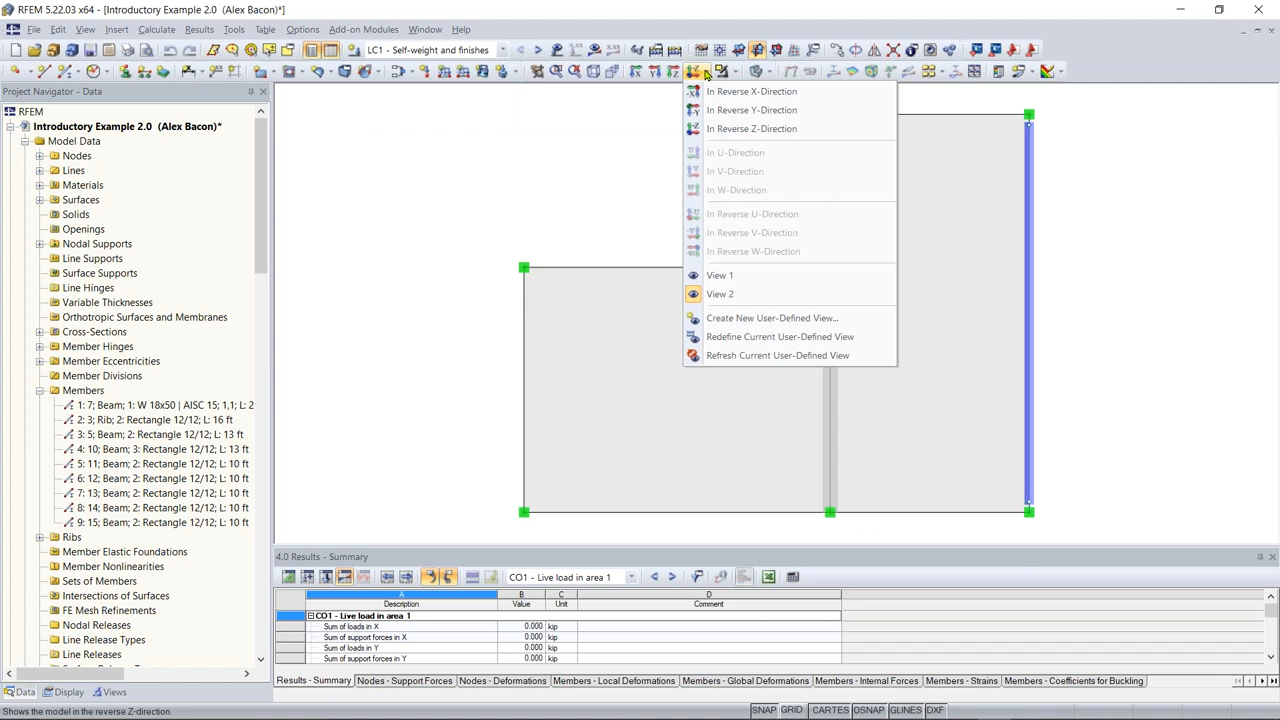 RFEM 5.22.03 x64 - [Introductory Example 2.0 (Alex Bacon)*]
File Edit View Insert Calculate Results Tools Table Options Add-on Modules Window Help
LC1 - Self-weight and finishes
Project Navigator - Data
RFEM
Introductory Example 2.0 (Alex Bacon)*
Model Data
Nodes
Lines
Materials
Surfaces
Solids
Openings
Nodal Supports
Line Supports
Surface Supports
Line Hinges
Variable Thicknesses
Orthotropic Surfaces and Membranes
Cross-Sections
Member Hinges
Member Eccentricities
Member Divisions
Members
1: 7; Beam; 1: W 18x50 | AISC 15; 1,1; L: 2
2: 3; Rib; 2: Rectangle 12/12; L: 16 ft
3: 5; Beam; 2: Rectangle 12/12; L: 13 ft
4: 10; Beam; 3: Rectangle 12/12; L: 13 ft
5: 11; Beam; 2: Rectangle 12/12; L: 10 ft
6: 12; Beam; 2: Rectangle 12/12; L: 10 ft
7: 13; Beam; 2: Rectangle 12/12; L: 10 ft
8: 14; Beam; 2: Rectangle 12/12; L: 10 ft
9: 15; Beam; 2: Rectangle 12/12; L: 10 ft
Ribs
Member Elastic Foundations
Member Nonlinearities
Sets of Members
Intersections of Surfaces
FE Mesh Refinements
Nodal Releases
Line Release Types
Line Releases
Data Display Views
In Reverse X-Direction
In Reverse Y-Direction
In Reverse Z-Direction
In U-Direction
In V-Direction
In W-Direction
In Reverse U-Direction
In Reverse V-Direction
In Reverse W-Direction
View 1
View 2
Create New User-Defined View...
Redefine Current User-Defined View
Refresh Current User-Defined View
4.0 Results - Summary
CO1 - Live load in area 1
A B C D
Description Value Unit Comment
CO1 - Live load in area 1
Sum of loads in X 0.000 kip
Sum of support forces in X 0.000 kip
Sum of loads in Y 0.000 kip
Sum of support forces in Y 0.000 kip
Results - Summary Nodes - Support Forces Nodes - Deformations Members - Local Deformations Members - Global Deformations Members - Internal Forces Members - Strains Members - Coefficients for Buckling
Shows the model in the reverse Z-direction.
SNAP GRID CARTES OSNAP GLINES DXF